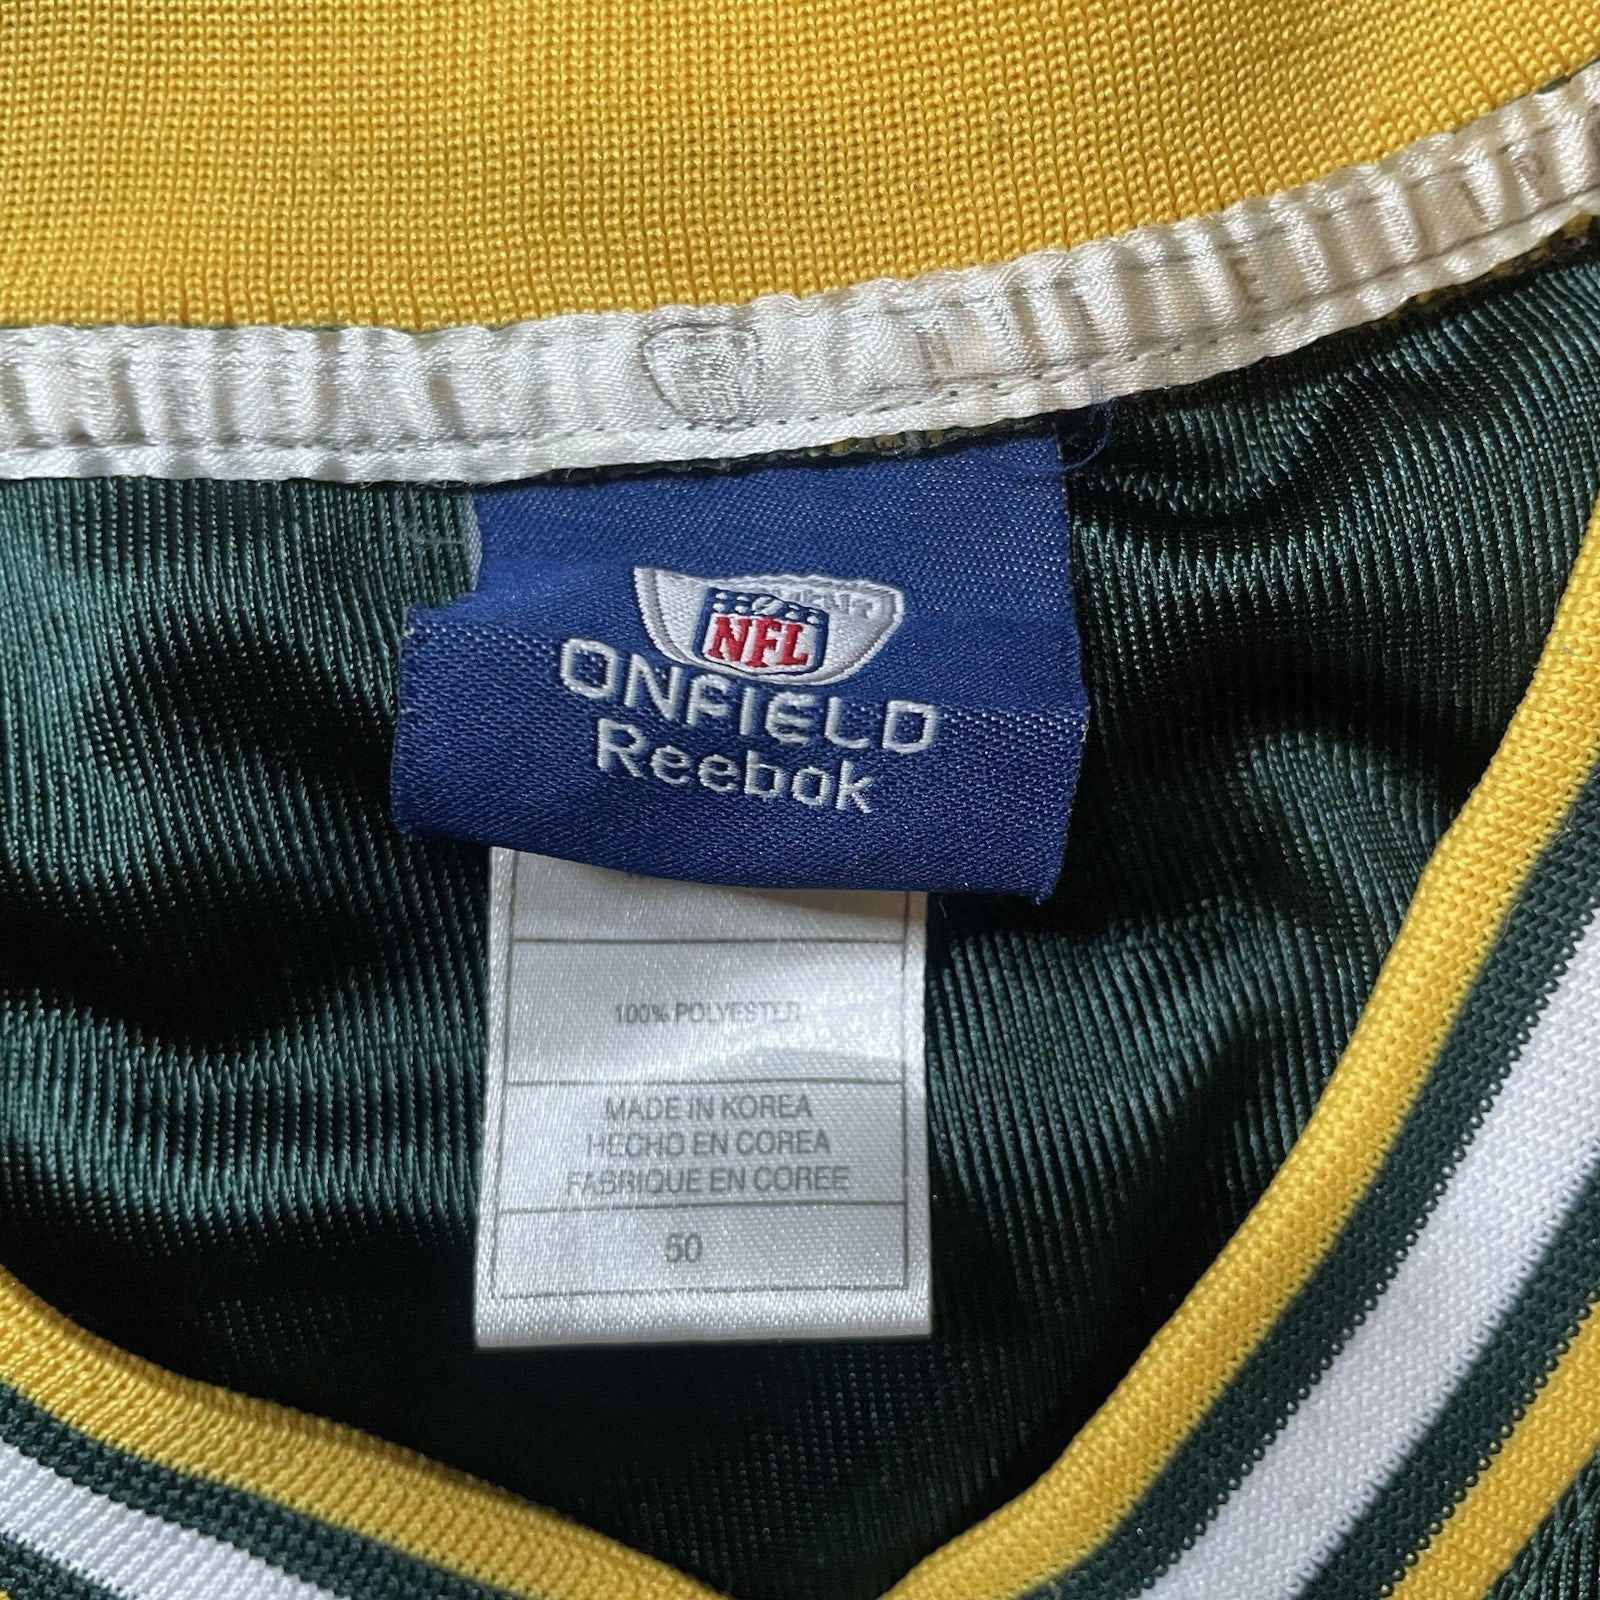 NFL
ONFIELD
Reebok
100% POLYESTER
MADE IN KOREA
HECHO EN COREA
FABRIQUE EN COREE
50